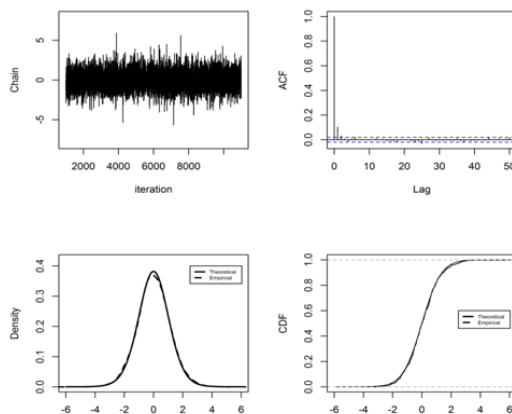 Chain
5
0
-5
2000 4000 6000 8000
iteration
ACF
1.0
0.8
0.6
0.4
0.2
0.0
0 10 20 30 40 50
Lag
Density
0.4
0.3
0.2
0.1
0.0
Theoretical
Empirical
-6 -4 -2 0 2 4 6
CDF
1.0
0.8
0.6
0.4
0.2
0.0
Theoretical
Empirical
-6 -4 -2 0 2 4 6